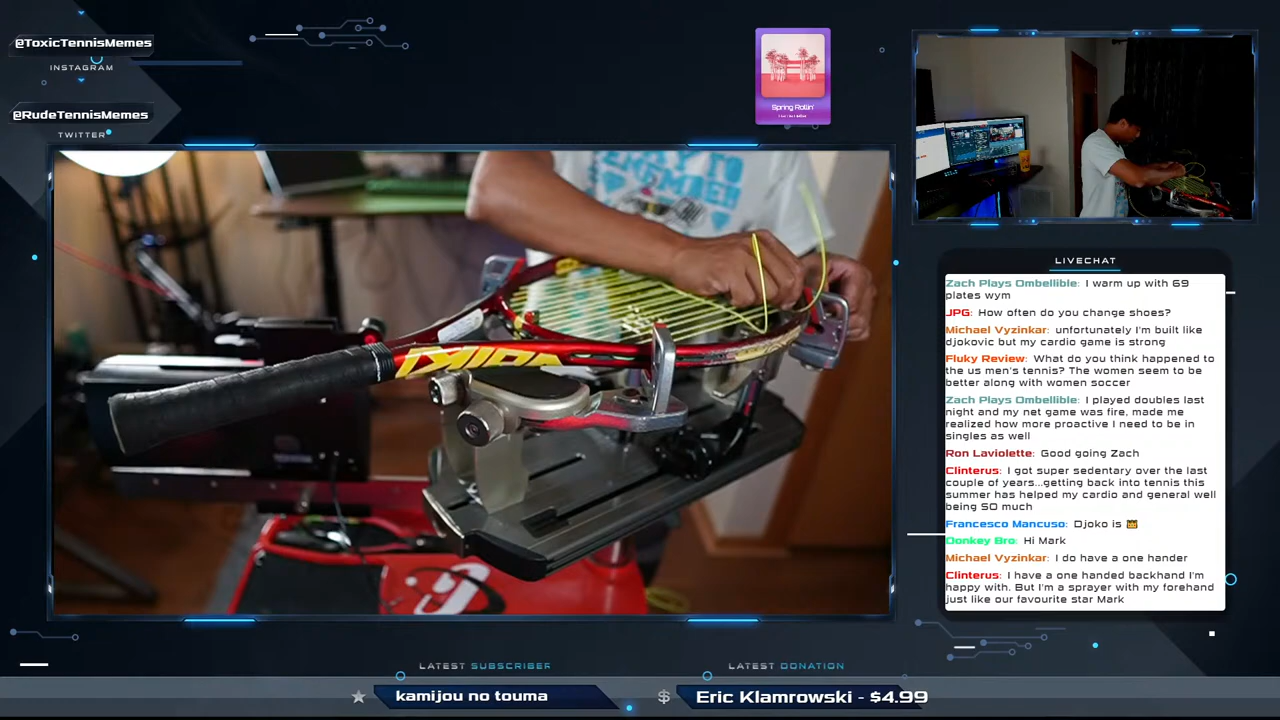 @ToxicTennisMemes
INSTAGRAM
@RudeTennisMemes
TWITTER
Spring Rollin'
LIVECHAT
Zach Plays Ombellible: I warm up with 69
plates wym
JPG: How often do you change shoes?
Michael Vyzinkar: unfortunately I'm built like
djokovic but my cardio game is strong
Fluky Review: What do you think happened to
the us men's tennis? The women seem to be
better along with women soccer
Zach Plays Ombellible: I played doubles last
night and my net game was fire, made me
realized how more proactive I need to be in
singles as well
Ron Laviolette: Good going Zach
Clinterus: I got super sedentary over the last
couple of years...getting back into tennis this
summer has helped my cardio and general well
being SO much
Francesco Mancuso: Djoko is
Donkey Bro: Hi Mark
Michael Vyzinkar: I do have a one hander
Clinterus: I have a one handed backhand I'm
happy with. But I'm a sprayer with my forehand
just like our favourite star Mark
LATEST SUBSCRIBER
kamijou no touma
LATEST DONATION
$ Eric Klamrowski - $4.99